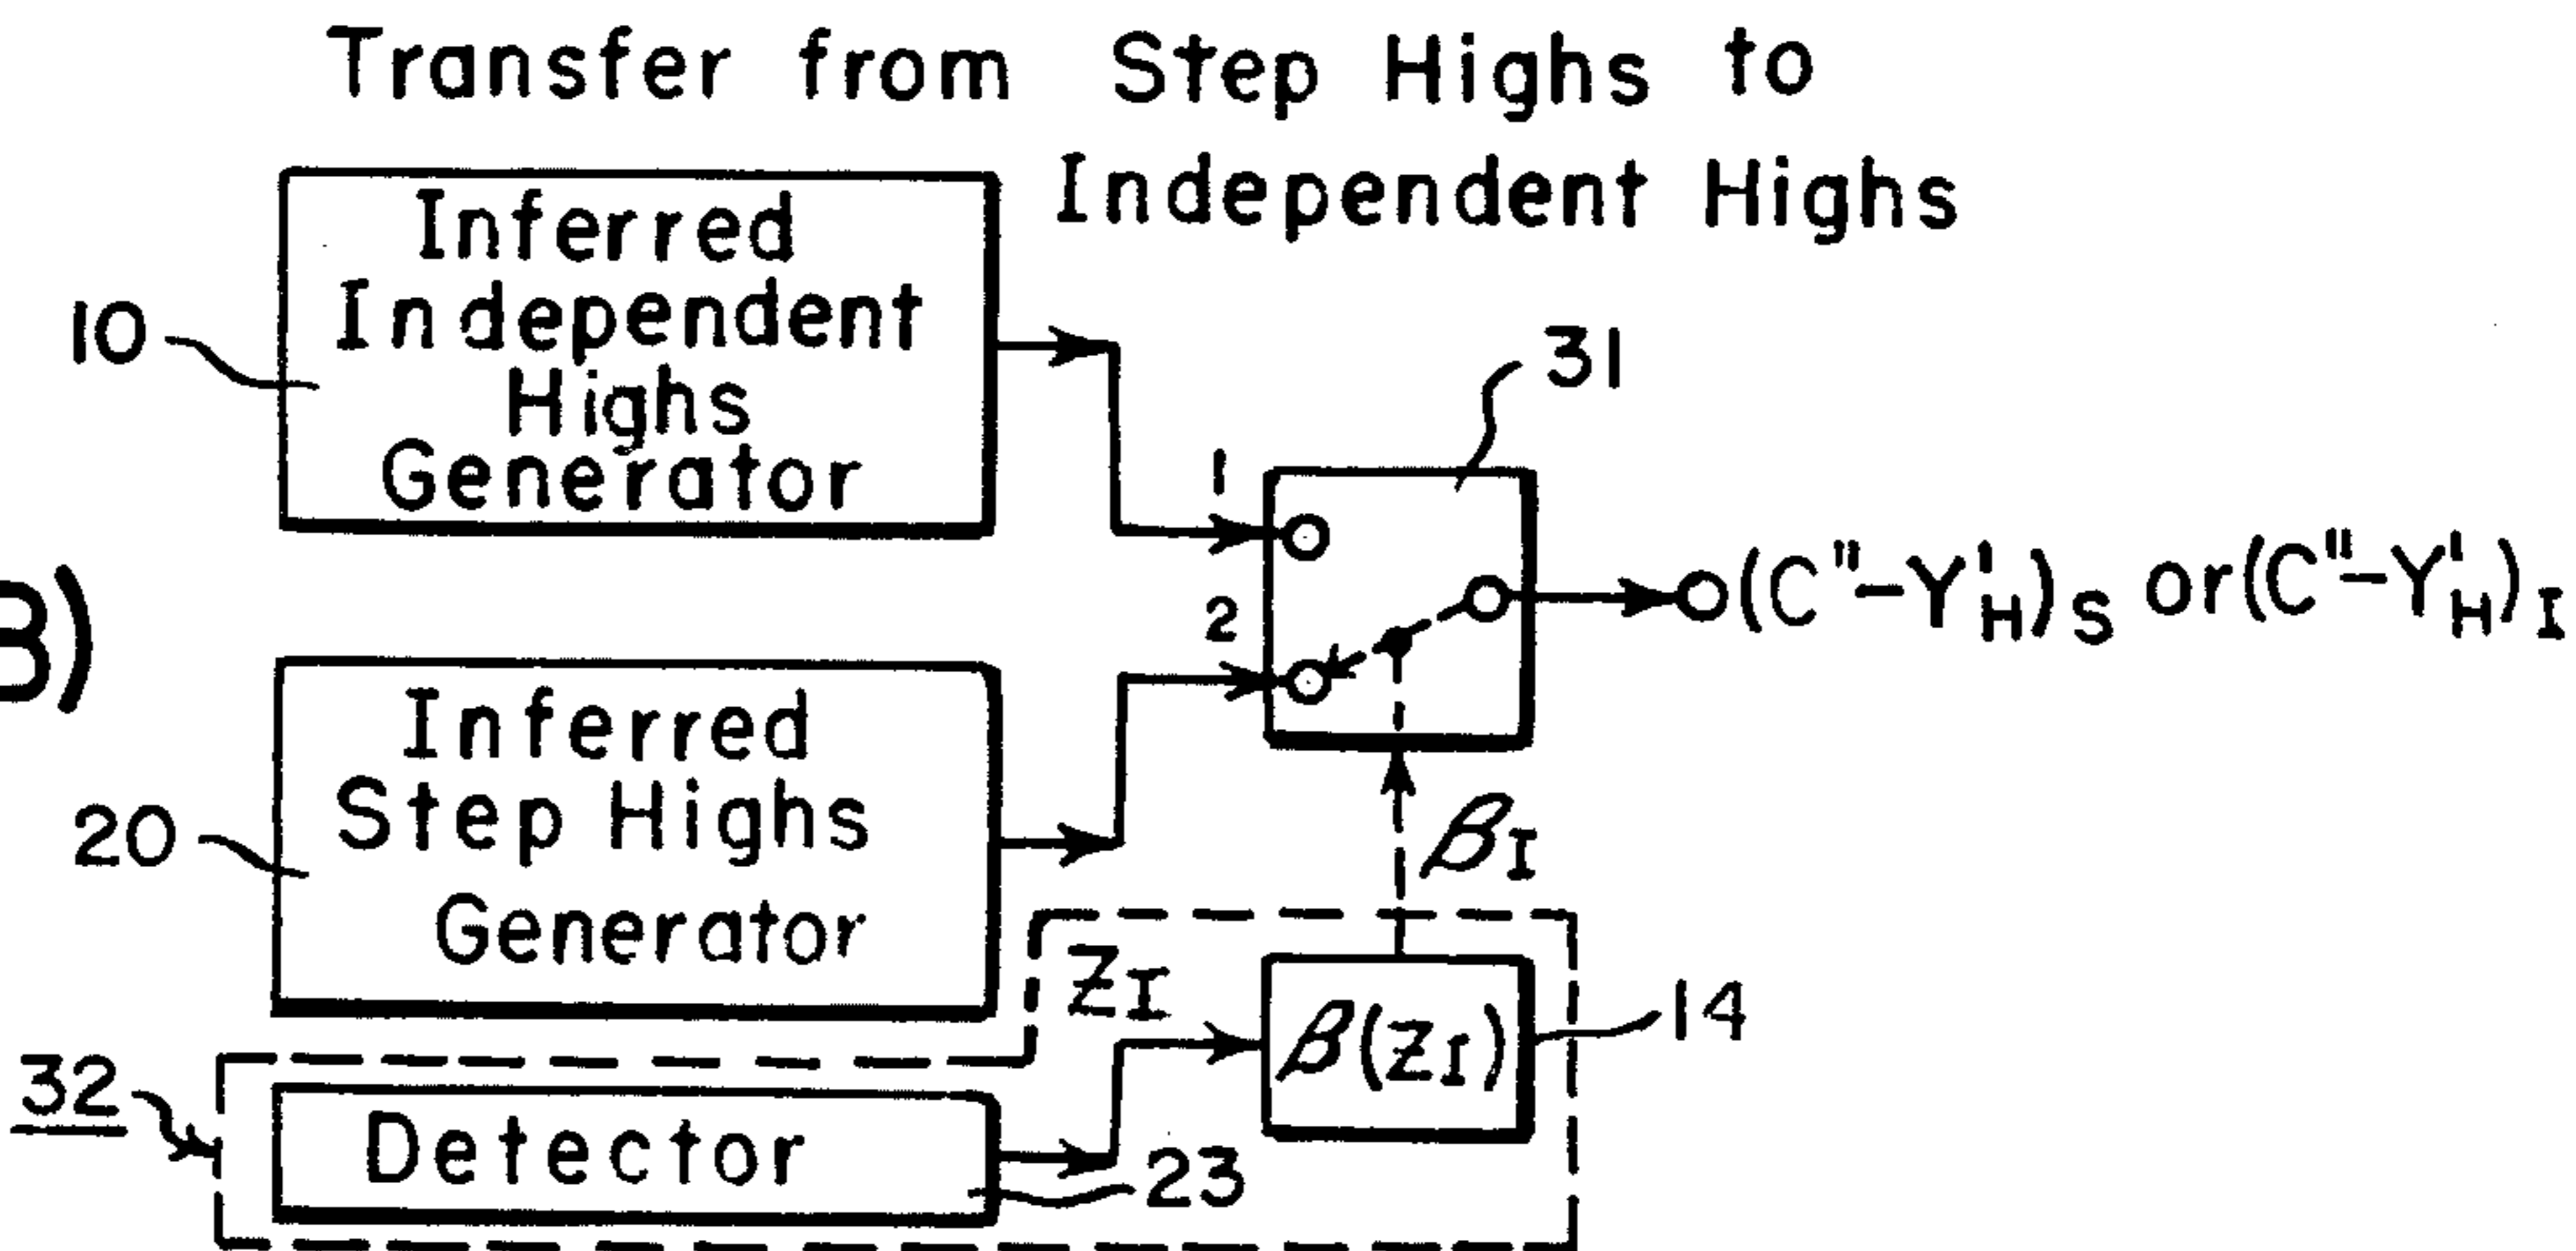 Transfer from Step Highs to
Independent Highs
Inferred
Independent
Highs
Generator
10
31
1
2
(C"-Y'H)S or (C"-Y'H)I
B)
Inferred
Step Highs
Generator
20
βI
ZI
β(ZI)
14
32
Detector
23